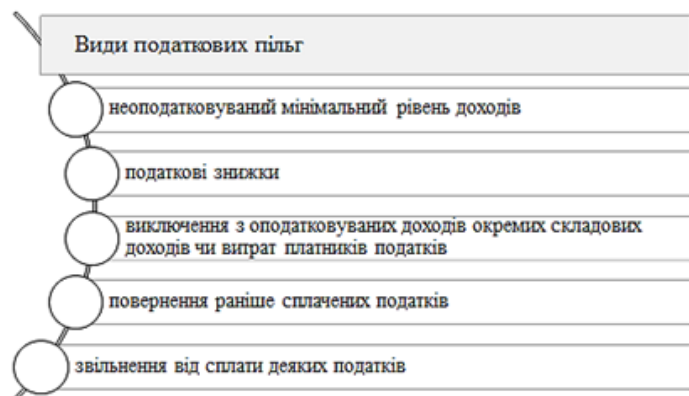 Види податкових пільг
неоподатковуваний мінімальний рівень доходів
податкові знижки
виключення з оподатковуваних доходів окремих складових
доходів чи витрат платників податків
повернення раніше сплачених податків
звільнення від сплати деяких податків